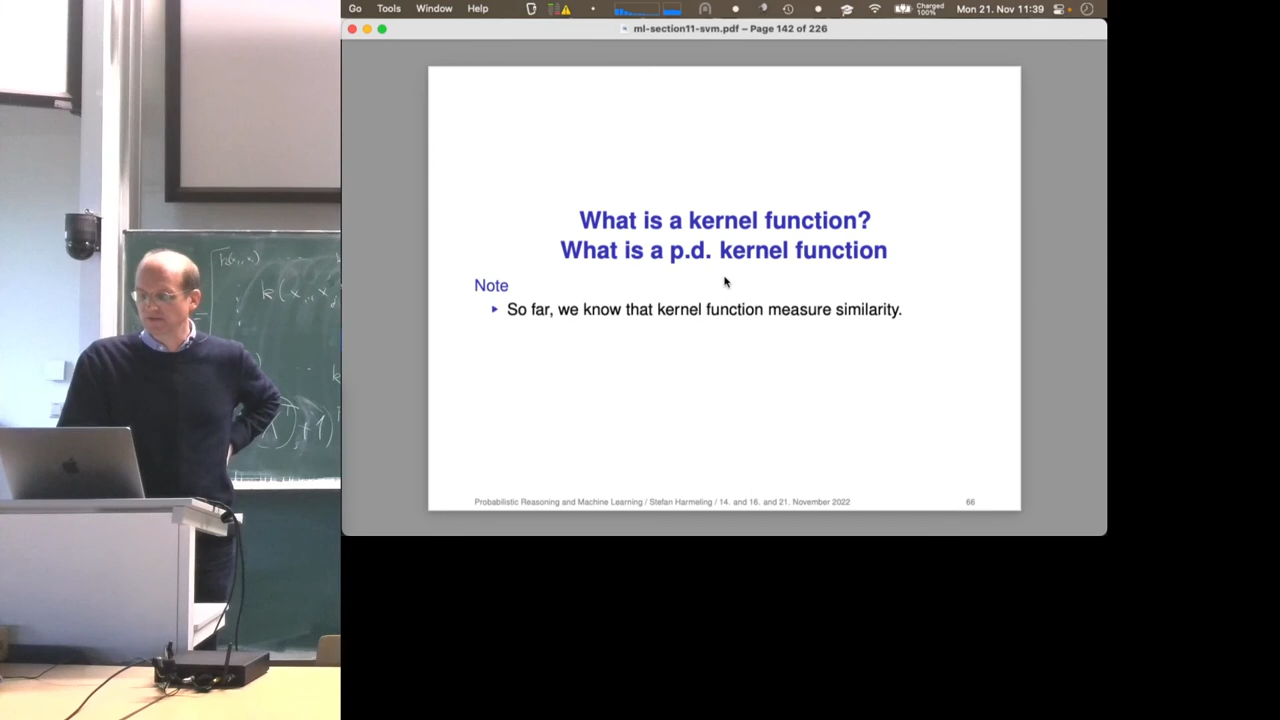 Go Tools Window Help Charged 100% Mon 21. Nov 11:39
ml-section11-svm.pdf – Page 142 of 226
What is a kernel function?
What is a p.d. kernel function
Note
So far, we know that kernel function measure similarity.
Probabilistic Reasoning and Machine Learning / Stefan Harmeling / 14. and 16. and 21. November 2022 66